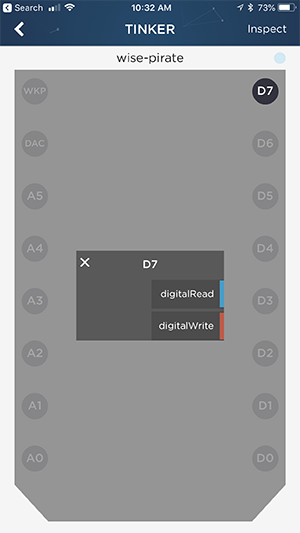 Search 10:32 AM 73%
TINKER Inspect
wise-pirate
WKP D7
DAC D6
A5 D5
A4 D4
D7
digitalRead
A3 D3
digitalWrite
A2 D2
A1 D1
A0 D0